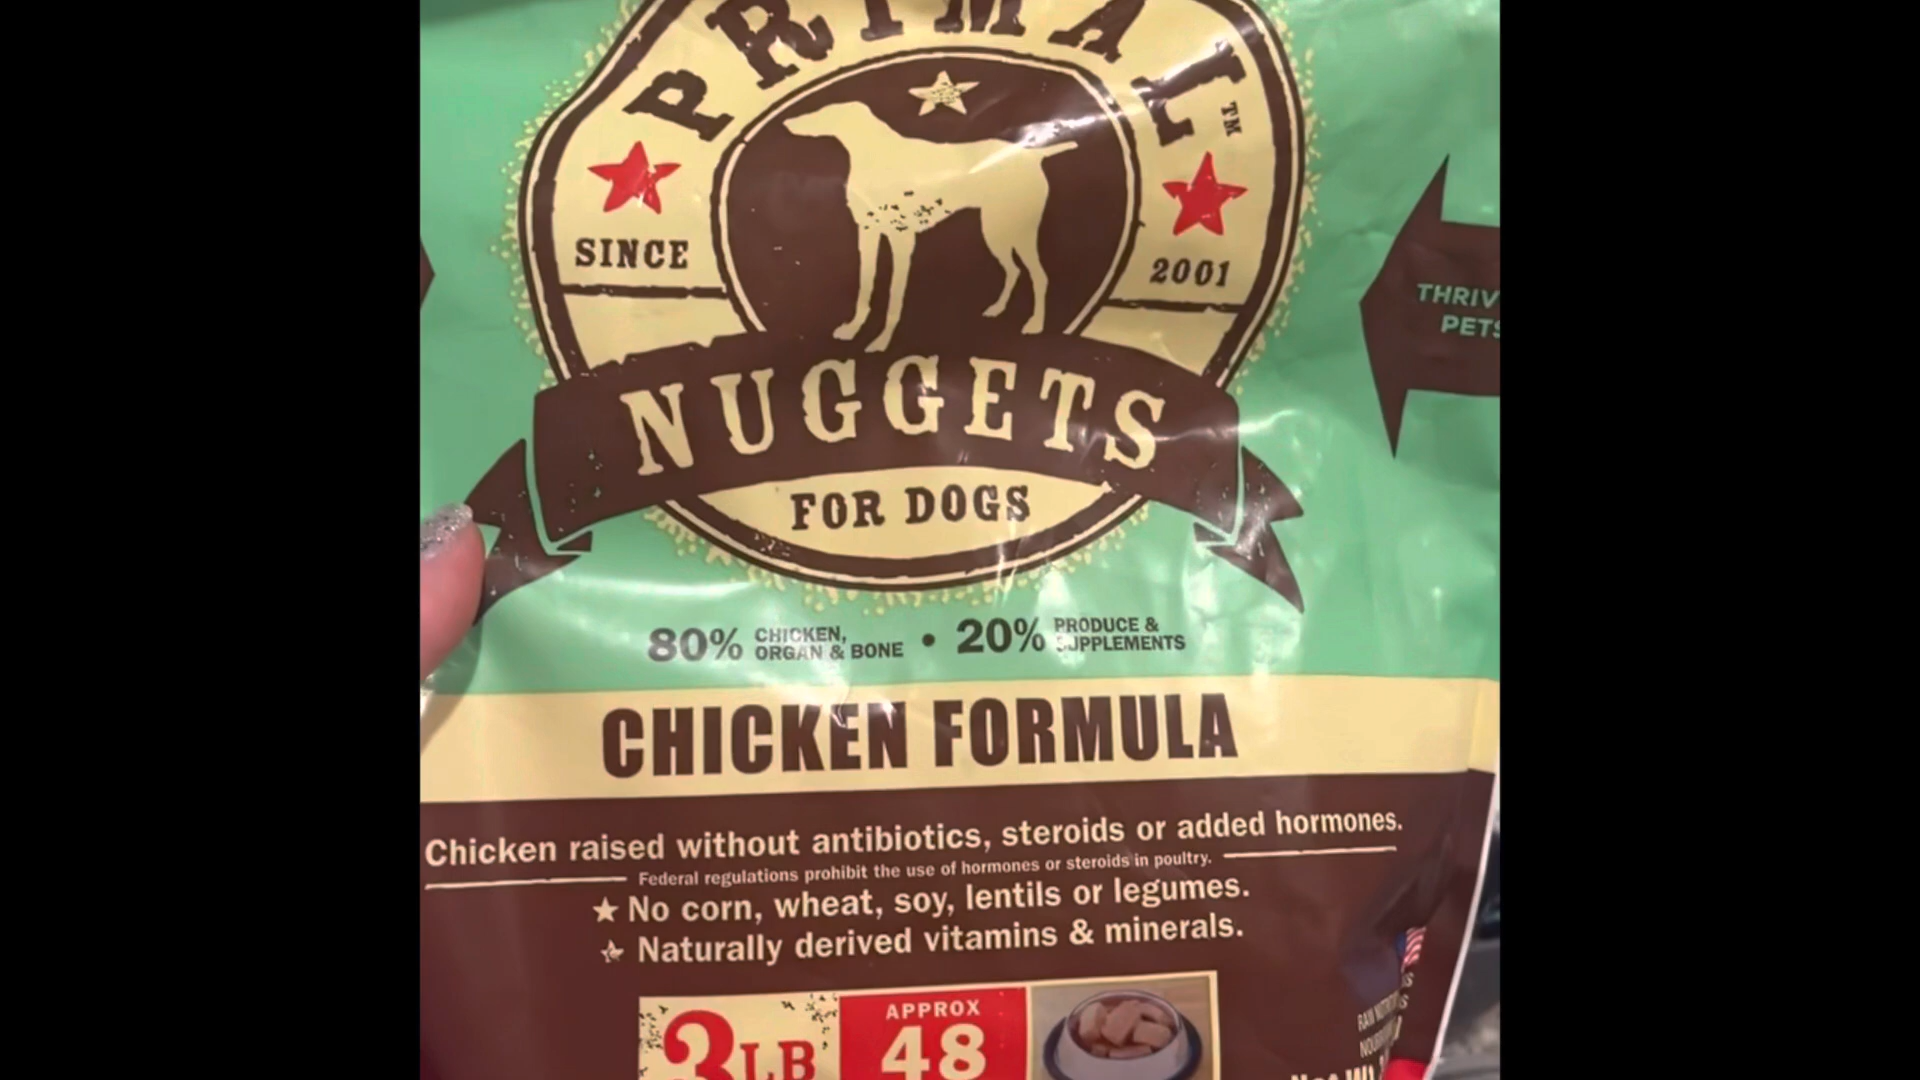 PRIMAL™
SINCE 2001
THRIV
PETS
NUGGETS
FOR DOGS
80% CHICKEN, ORGAN & BONE • 20% PRODUCE & SUPPLEMENTS
CHICKEN FORMULA
Chicken raised without antibiotics, steroids or added hormones.
Federal regulations prohibit the use of hormones or steroids in poultry.
★ No corn, wheat, soy, lentils or legumes.
★ Naturally derived vitamins & minerals.
3LB
APPROX
48
RAW